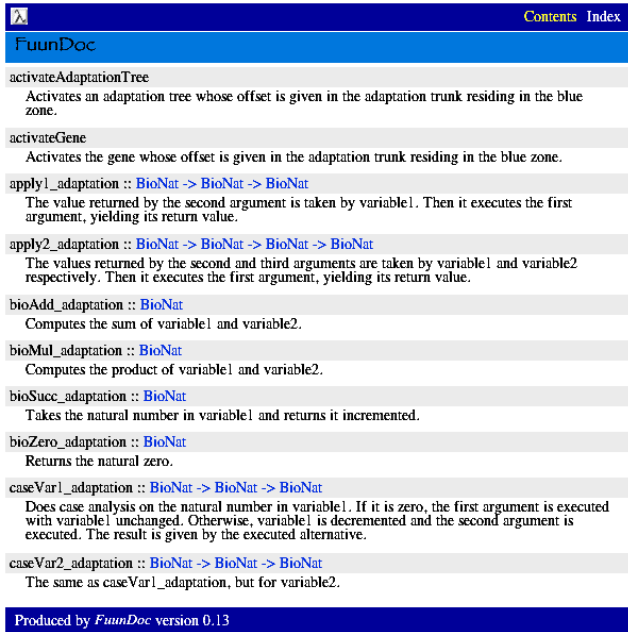 λ Contents Index
FuunDoc
activateAdaptationTree
Activates an adaptation tree whose offset is given in the adaptation trunk residing in the blue
zone.
activateGene
Activates the gene whose offset is given in the adaptation trunk residing in the blue zone.
apply1_adaptation :: BioNat -> BioNat -> BioNat
The value returned by the second argument is taken by variable1. Then it executes the first
argument, yielding its return value.
apply2_adaptation :: BioNat -> BioNat -> BioNat -> BioNat
The values returned by the second and third arguments are taken by variable1 and variable2
respectively. Then it executes the first argument, yielding its return value.
bioAdd_adaptation :: BioNat
Computes the sum of variable1 and variable2.
bioMul_adaptation :: BioNat
Computes the product of variable1 and variable2.
bioSucc_adaptation :: BioNat
Takes the natural number in variable1 and returns it incremented.
bioZero_adaptation :: BioNat
Returns the natural zero.
caseVar1_adaptation :: BioNat -> BioNat -> BioNat
Does case analysis on the natural number in variable1. If it is zero, the first argument is executed
with variable1 unchanged. Otherwise, variable1 is decremented and the second argument is
executed. The result is given by the executed alternative.
caseVar2_adaptation :: BioNat -> BioNat -> BioNat
The same as caseVar1_adaptation, but for variable2.
Produced by FuunDoc version 0.13